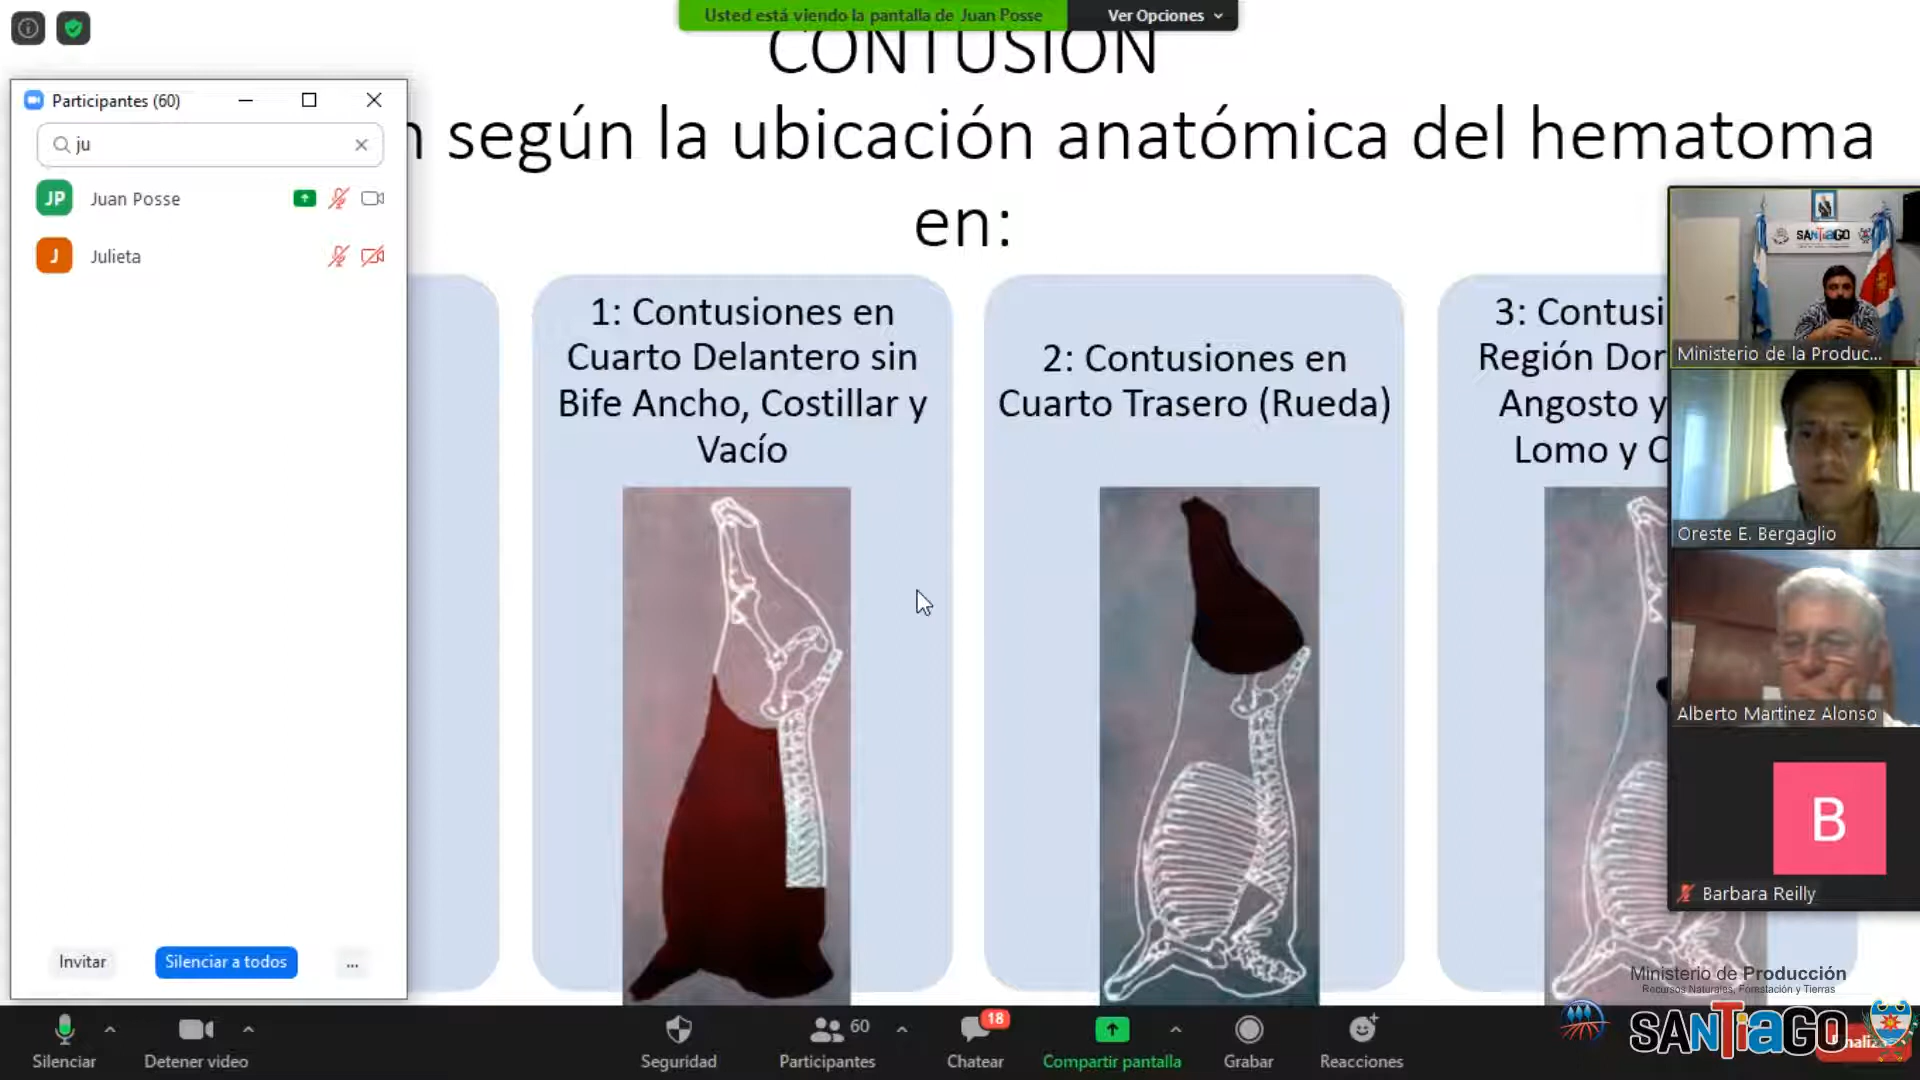 Usted está viendo la pantalla de Juan Posse
Ver Opciones
CONTUSIÓN
según la ubicación anatómica del hematoma
en:
Participantes (60)
ju
JP
Juan Posse
J
Julieta
Invitar
Silenciar a todos
...
1: Contusiones en
Cuarto Delantero sin
Bife Ancho, Costillar y
Vacío
2: Contusiones en
Cuarto Trasero (Rueda)
3: Contusi
Región Dor
Angosto y
Lomo y C
SANTiAGO
Ministerio de la Produc...
Oreste E. Bergaglio
Alberto Martinez Alonso
B
Barbara Reilly
Ministerio de Producción
Recursos Naturales, Forestación y Tierras
SANTiAGO
Silenciar
Detener video
Seguridad
60
Participantes
18
Chatear
Compartir pantalla
Grabar
Reacciones